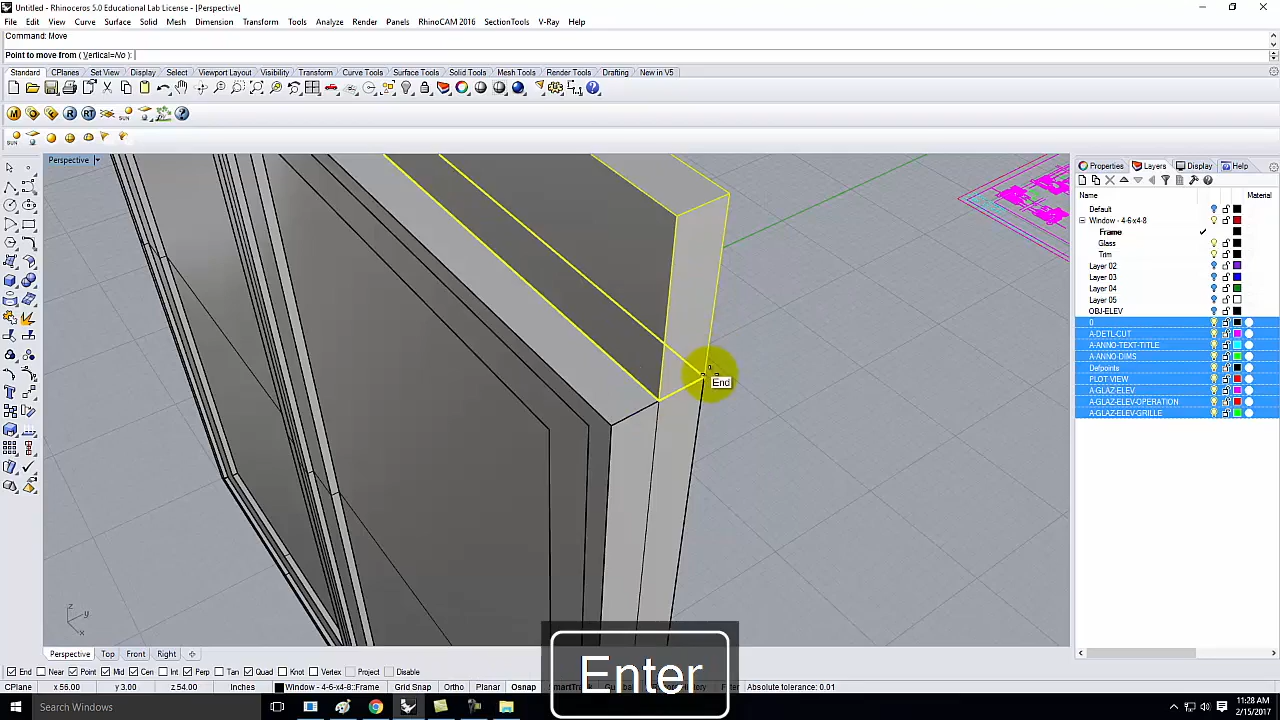 Untitled - Rhinoceros 5.0 Educational Lab License - [Perspective]
File Edit View Curve Surface Solid Mesh Dimension Transform Tools Analyze Render Panels RhinoCAM 2016 SectionTools V-Ray Help
Command: Move
Point to move from ( Vertical=No ):
Standard CPlanes Set View Display Select Viewport Layout Visibility Transform Curve Tools Surface Tools Solid Tools Mesh Tools Render Tools Drafting New in V5
Perspective
Properties Layers Display Help
Name Material
Default
Window - 4-6x4-8
Frame
Glass
Trim
Layer 02
Layer 03
Layer 04
Layer 05
OBJ-ELEV
0
A-DETL-CUT
A-ANNO-TEXT-TITLE
A-ANNO-DIMS
Defpoints
PLOT VIEW
A-GLAZ-ELEV
A-GLAZ-ELEV-OPERATION
A-GLAZ-ELEV-GRILLE
End
z
y
x
Enter
Perspective Top Front Right
End Near Point Mid Cen Int Perp Tan Quad Knot Vertex Project Disable
CPlane x 56.00 y 3.00 z 54.00 Inches Window - 4-6x4-8::Frame Grid Snap Ortho Planar Osnap Absolute tolerance: 0.01
Search Windows
11:28 AM
2/15/2017